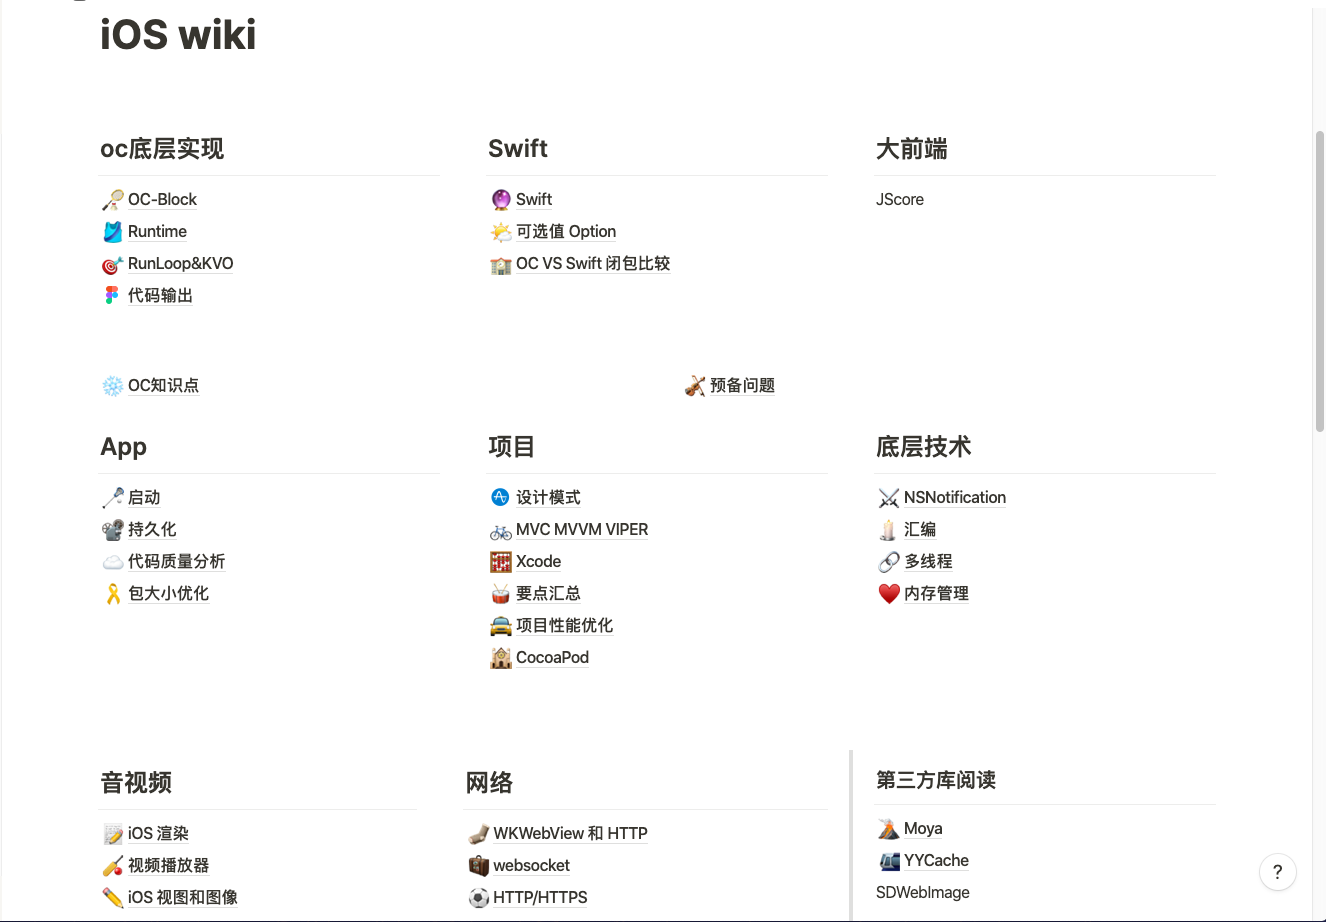 iOS wiki
oc底层实现
OC-Block
Runtime
RunLoop&KVO
代码输出
Swift
Swift
可选值 Option
OC VS Swift 闭包比较
大前端
JScore
OC知识点
预备问题
App
启动
持久化
代码质量分析
包大小优化
项目
设计模式
MVC MVVM VIPER
Xcode
要点汇总
项目性能优化
CocoaPod
底层技术
NSNotification
汇编
多线程
内存管理
音视频
iOS 渲染
视频播放器
iOS 视图和图像
网络
WKWebView 和 HTTP
websocket
HTTP/HTTPS
第三方库阅读
Moya
YYCache
SDWebImage
?